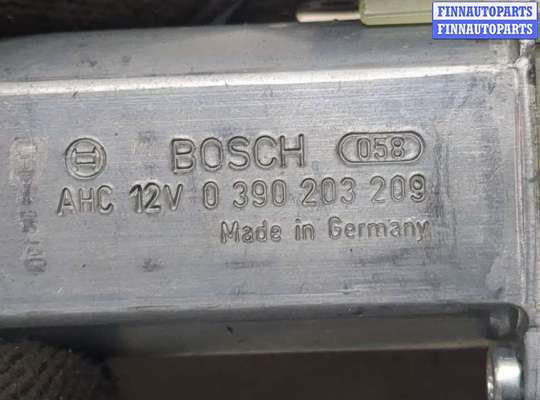 FINNAUTOPARTS
FINNAUTOPARTS
BOSCH 058
AHC 12V 0 390 203 209
Made in Germany